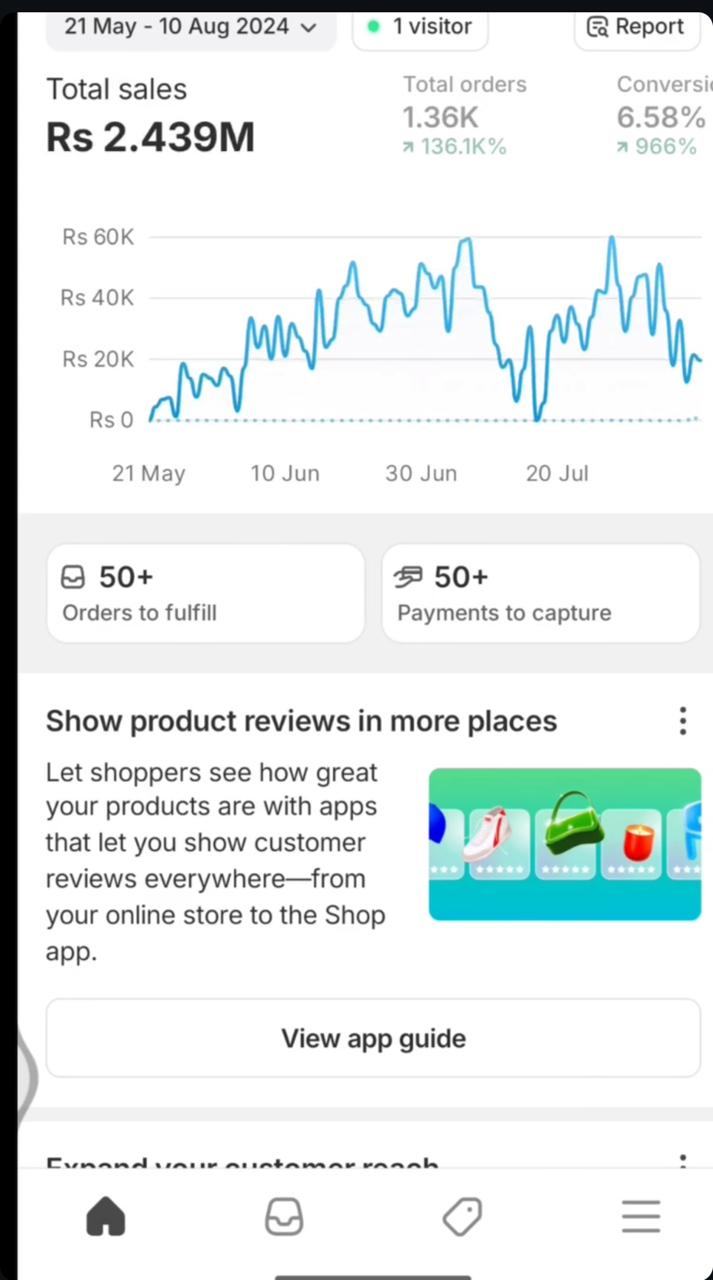 21 May - 10 Aug 2024
1 visitor
Report
Total sales
Rs 2.439M
Total orders
1.36K
136.1K%
Conversi
6.58%
966%
Rs 60K
Rs 40K
Rs 20K
Rs 0
21 May
10 Jun
30 Jun
20 Jul
50+
Orders to fulfill
50+
Payments to capture
Show product reviews in more places
Let shoppers see how great
your products are with apps
that let you show customer
reviews everywhere—from
your online store to the Shop
app.
View app guide
Expand your customer reach